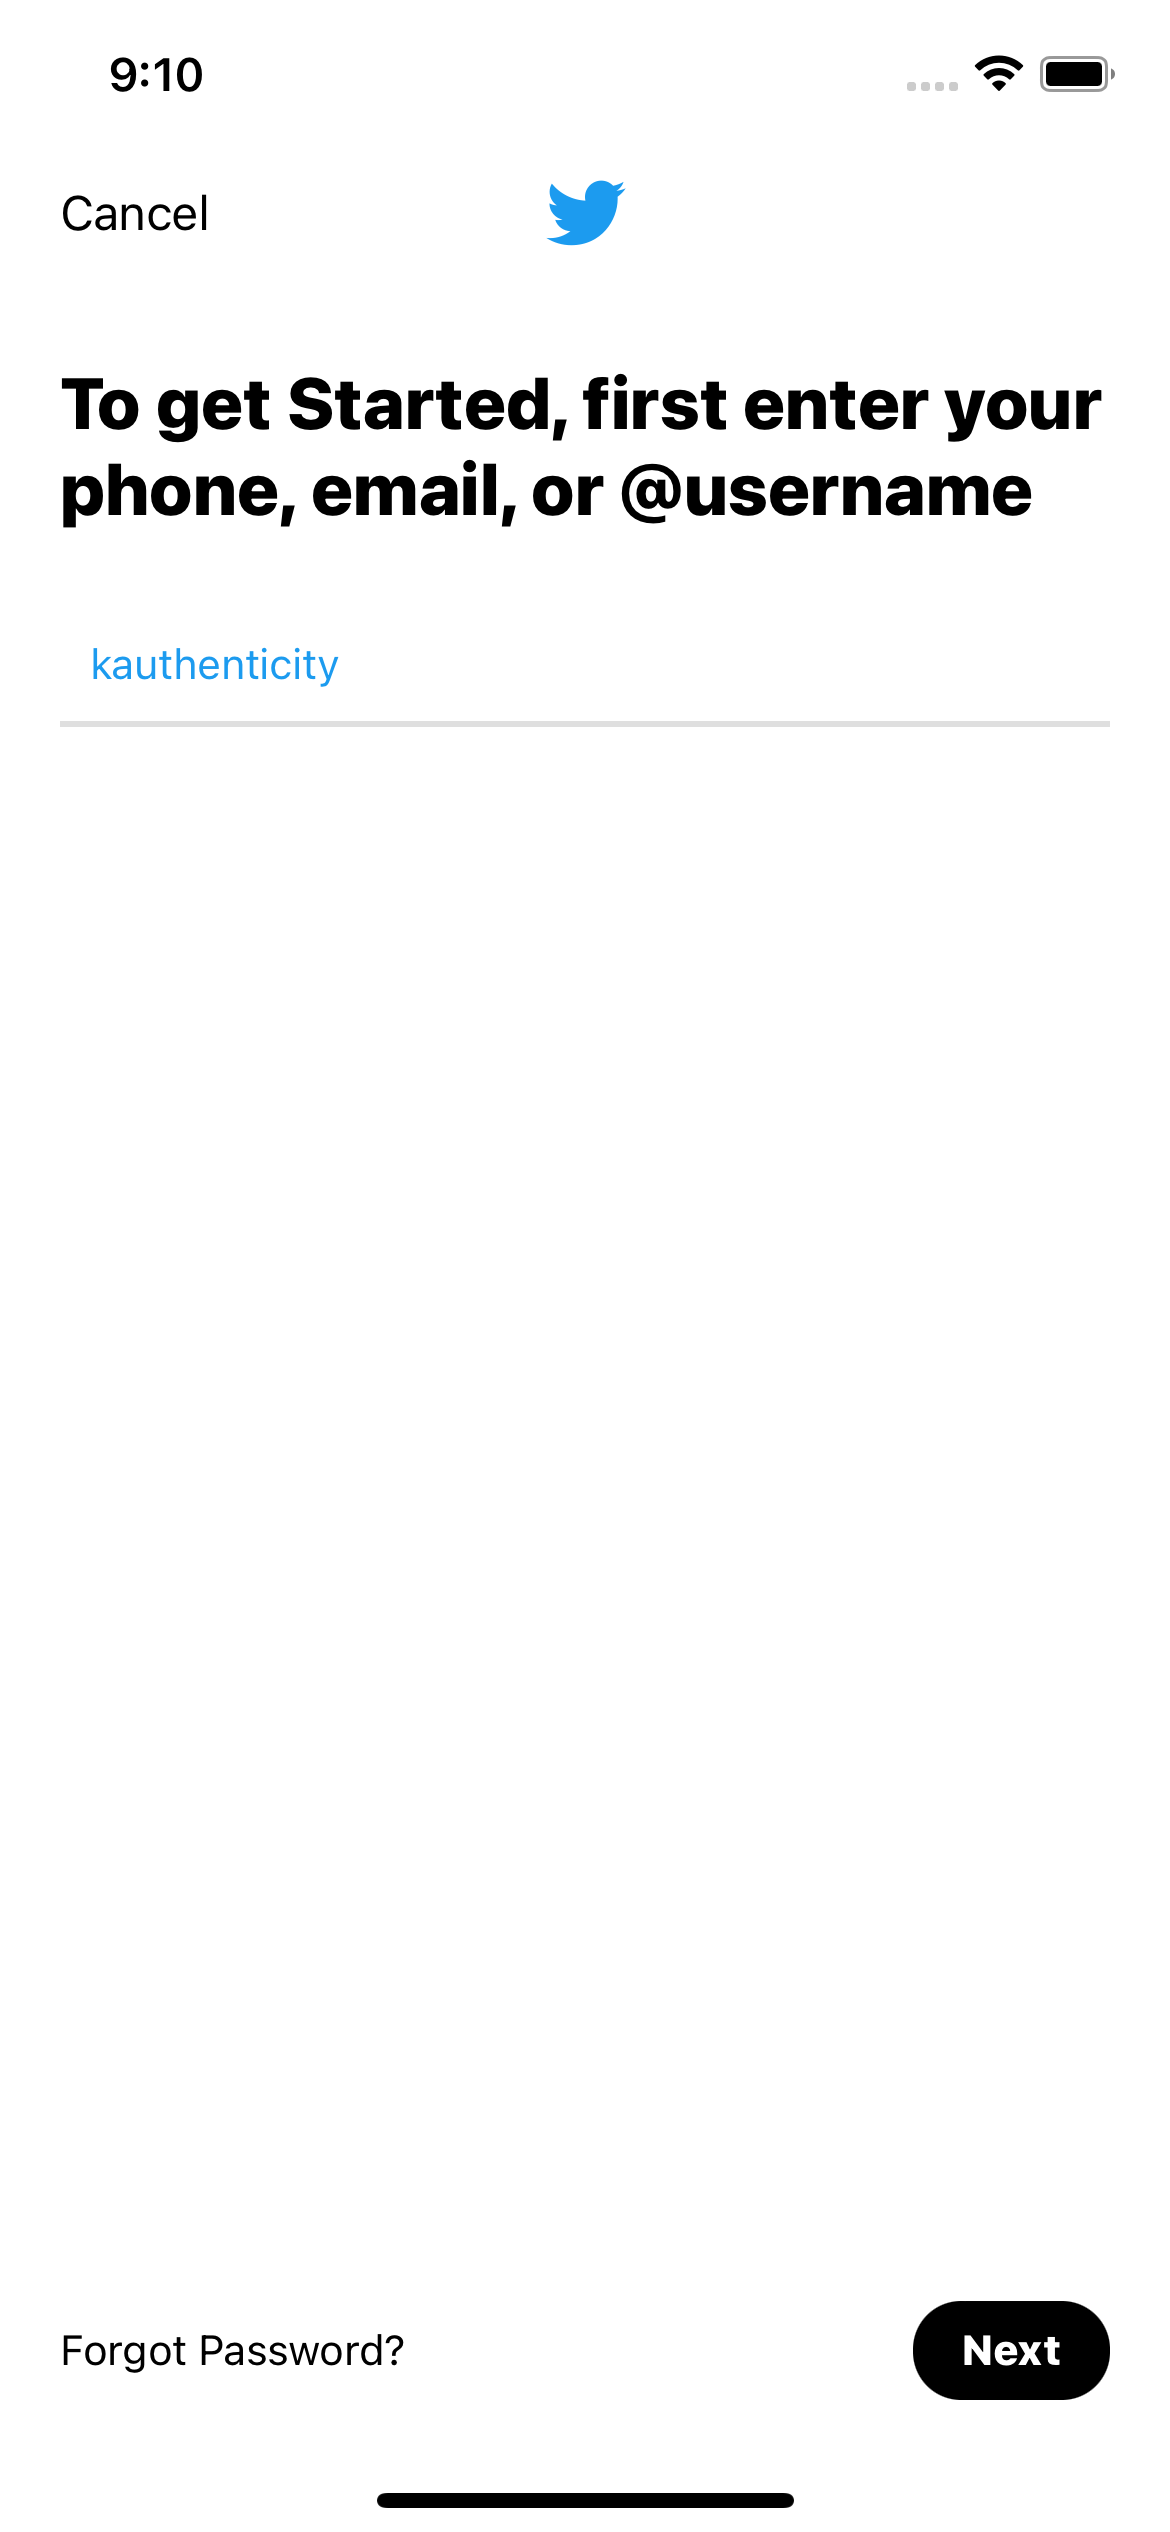 9:10
Cancel
To get Started, first enter your
phone, email, or @username
kauthenticity
Forgot Password?
Next